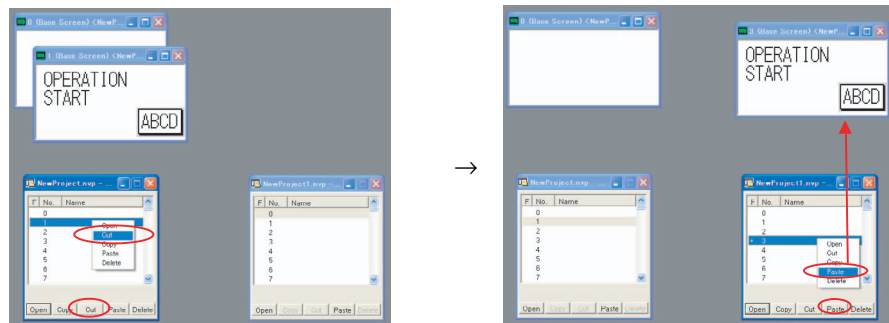 0 (Base Screen) <NewP...
1 (Base Screen) <NewP...
OPERATION
START
ABCD
NewProject.nvp - ...
F No. Name
0
1
2
3
4
5
6
7
Open
Cut
Copy
Paste
Delete
Open Copy Cut Paste Delete
NewProject1.nvp - ...
F No. Name
0
1
2
3
4
5
6
7
Open Copy Cut Paste Delete
→
0 (Base Screen) <NewP...
3 (Base Screen) <NewP...
OPERATION
START
ABCD
NewProject.nvp ...
F No. Name
0
1
2
3
4
5
6
7
Open Copy Cut Paste Delete
NewProject1.nvp - ...
F No. Name
0
1
2
* 3
4
5
6
7
Open
Cut
Copy
Paste
Delete
Open Copy Cut Paste Delete